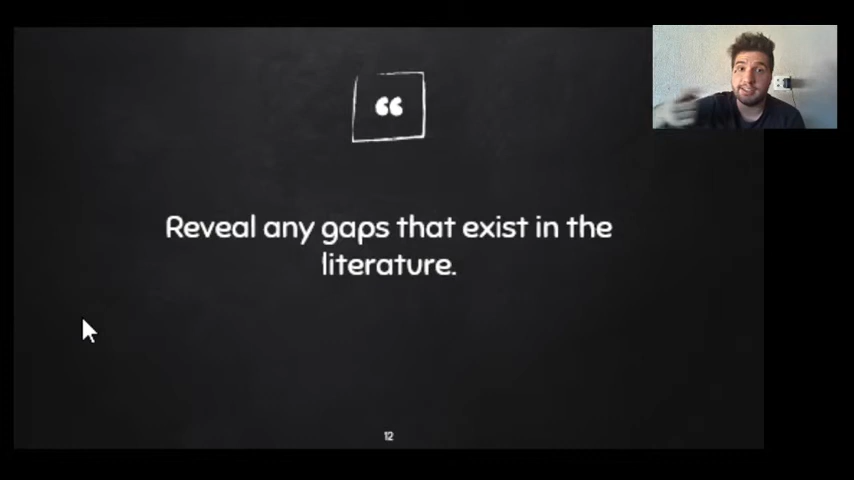 “
Reveal any gaps that exist in the
literature.
12